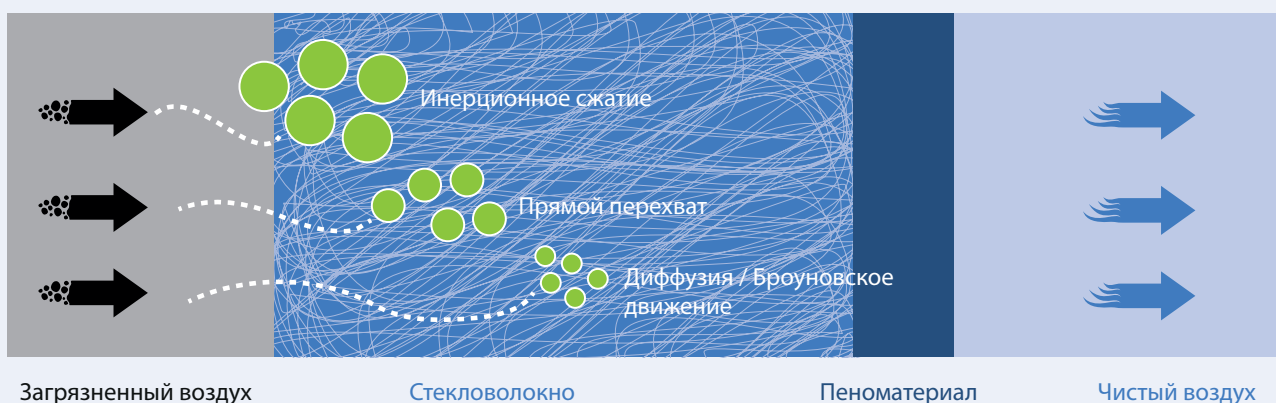 Инерционное сжатие
Прямой перехват
Диффузия / Броуновское
движение
Загрязненный воздух
Стекловолокно
Пеноматериал
Чистый воздух